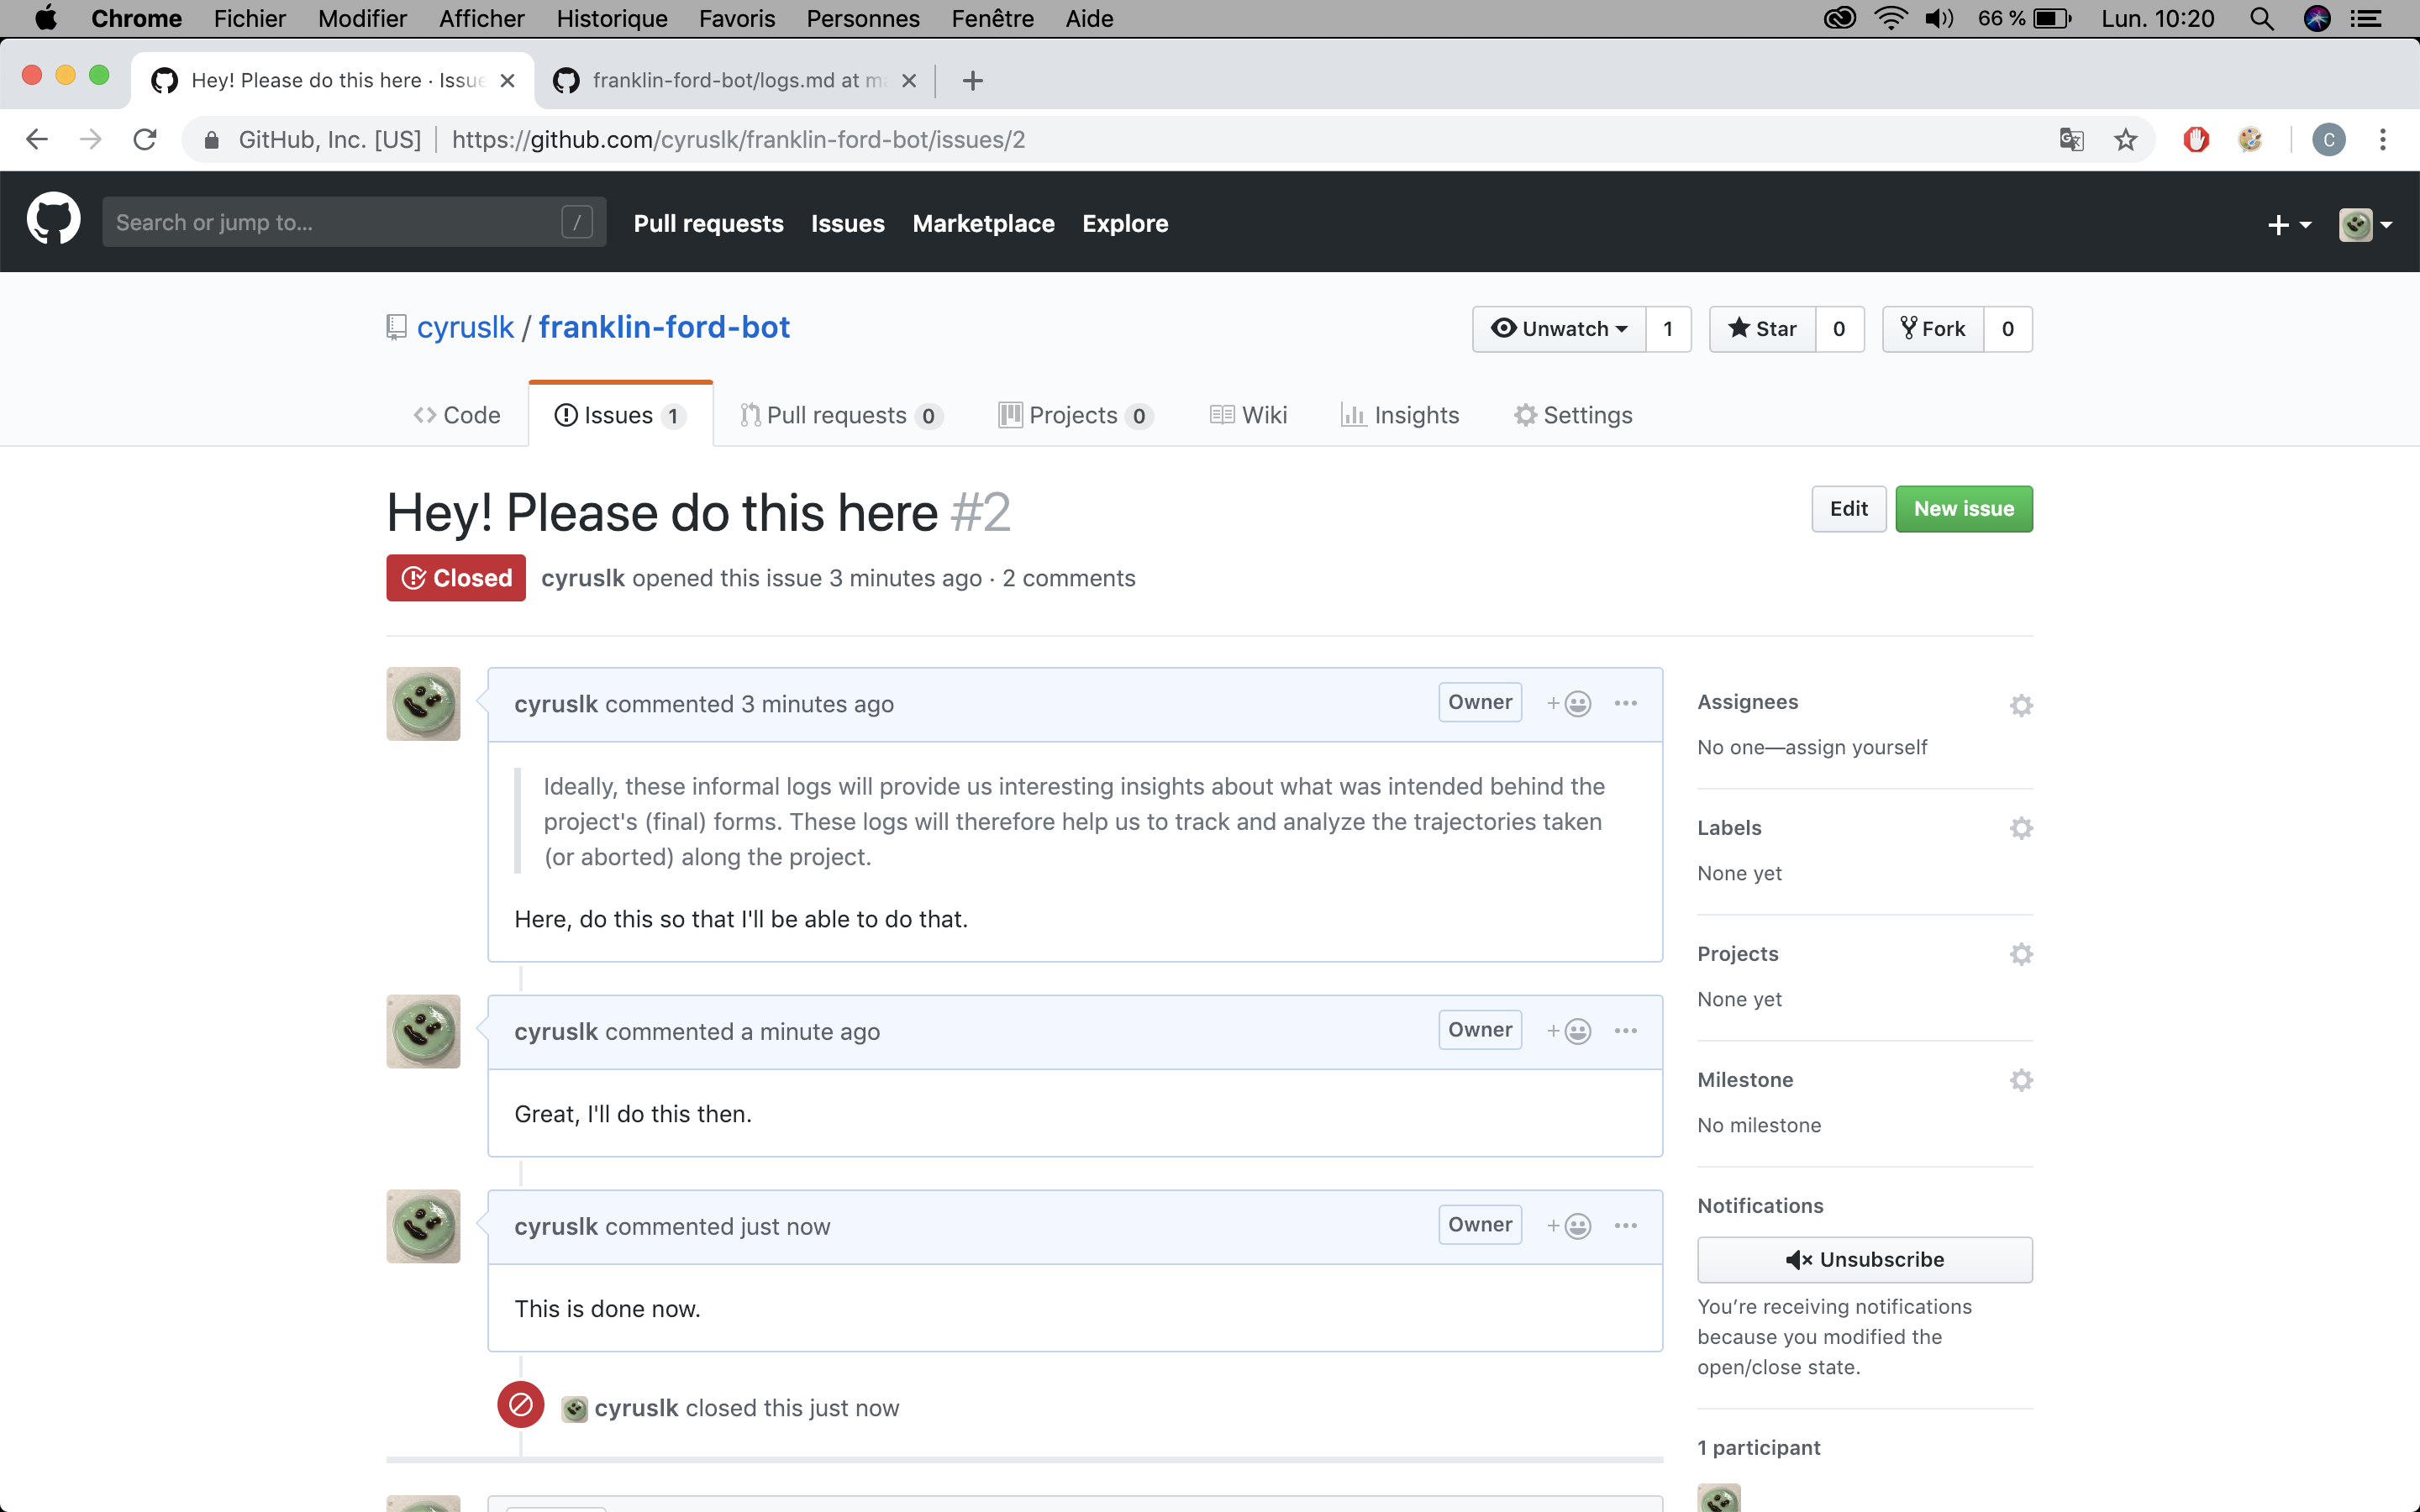 Chrome Fichier Modifier Afficher Historique Favoris Personnes Fenêtre Aide 66 % Lun. 10:20
Hey! Please do this here · Issue franklin-ford-bot/logs.md at ma
GitHub, Inc. [US] https://github.com/cyruslk/franklin-ford-bot/issues/2 C
Search or jump to... / Pull requests Issues Marketplace Explore
cyruslk / franklin-ford-bot Unwatch 1 Star 0 Fork 0
Code Issues 1 Pull requests 0 Projects 0 Wiki Insights Settings
Hey! Please do this here #2 Edit New issue
Closed cyruslk opened this issue 3 minutes ago · 2 comments
cyruslk commented 3 minutes ago Owner
Ideally, these informal logs will provide us interesting insights about what was intended behind the
project's (final) forms. These logs will therefore help us to track and analyze the trajectories taken
(or aborted) along the project.
Here, do this so that I'll be able to do that.
cyruslk commented a minute ago Owner
Great, I'll do this then.
cyruslk commented just now Owner
This is done now.
cyruslk closed this just now
Assignees
No one—assign yourself
Labels
None yet
Projects
None yet
Milestone
No milestone
Notifications
Unsubscribe
You're receiving notifications
because you modified the
open/close state.
1 participant